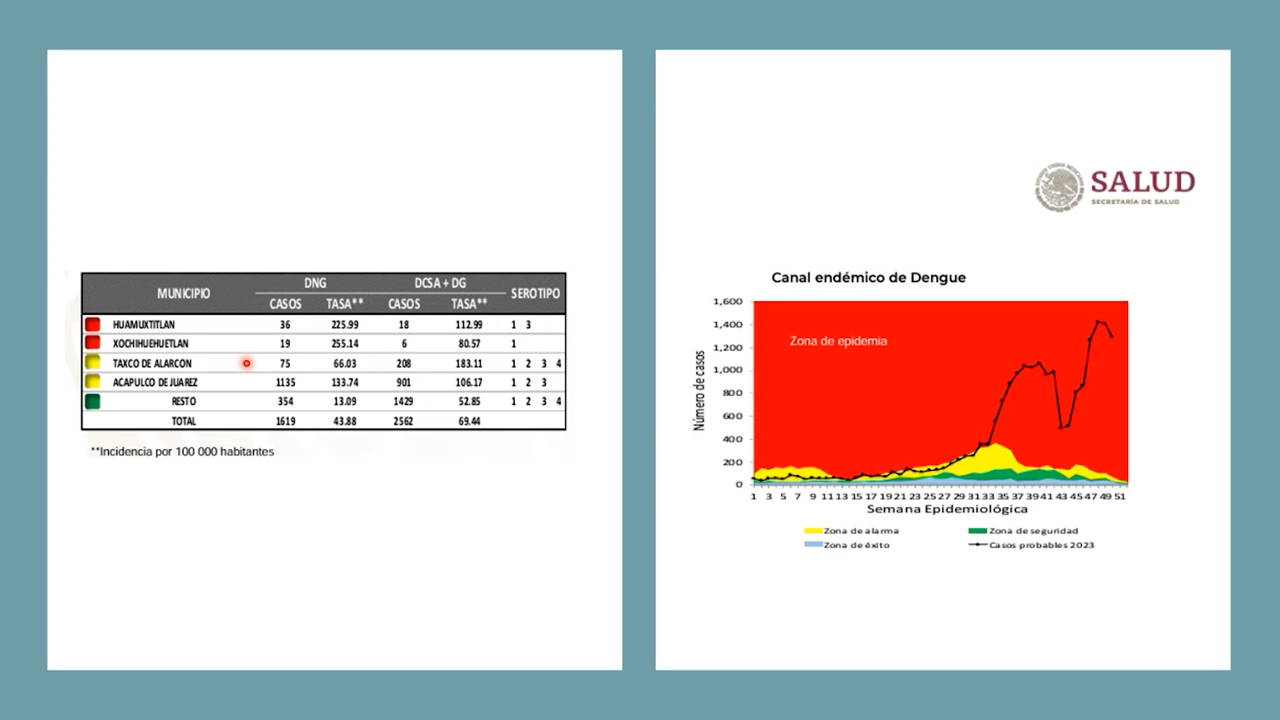 MUNICIPIO DNG DCSA + DG SEROTIPO
CASOS TASA** CASOS TASA**
HUAMUXTITLAN 36 225.99 18 112.99 1 3
XOCHIHUEHUETLAN 19 255.14 6 80.57 1
TAXCO DE ALARCON 75 66.03 208 183.11 1 2 3 4
ACAPULCO DE JUAREZ 1135 133.74 901 106.17 1 2 3
RESTO 354 13.09 1429 52.85 1 2 3 4
TOTAL 1619 43.88 2562 69.44
**Incidencia por 100 000 habitantes
SALUD
SECRETARÍA DE SALUD
Canal endémico de Dengue
Número de casos
1,600
1,400
1,200
1,000
800
600
400
200
0
Zona de epidemia
1 3 5 7 9 11 13 15 17 19 21 23 25 27 29 31 33 35 37 39 41 43 45 47 49 51
Semana Epidemiológica
Zona de alarma Zona de seguridad
Zona de éxito Casos probables 2023